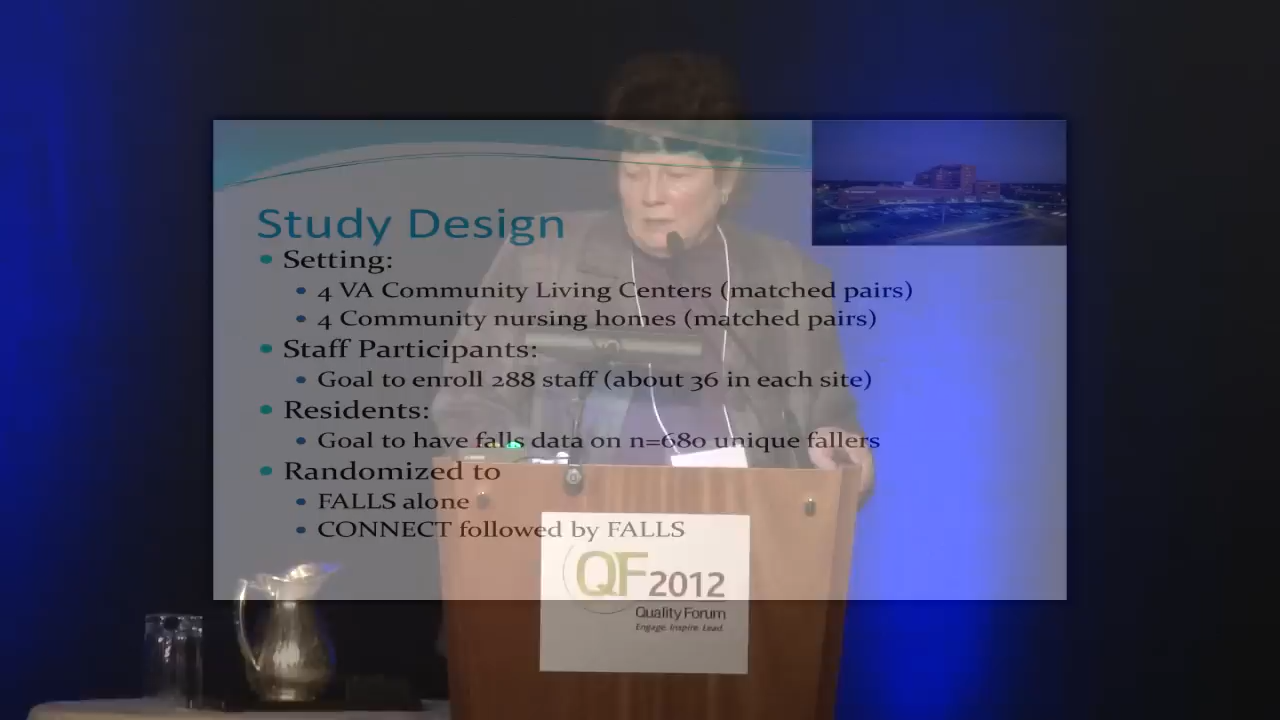 Study Design
Setting:
4 VA Community Living Centers (matched pairs)
4 Community nursing homes (matched pairs)
Staff Participants:
Goal to enroll 288 staff (about 36 in each site)
Residents:
Goal to have falls data on n=680 unique fallers
Randomized to
FALLS alone
CONNECT followed by FALLS
QF2012
Quality Forum
Engage. Inspire. Lead.